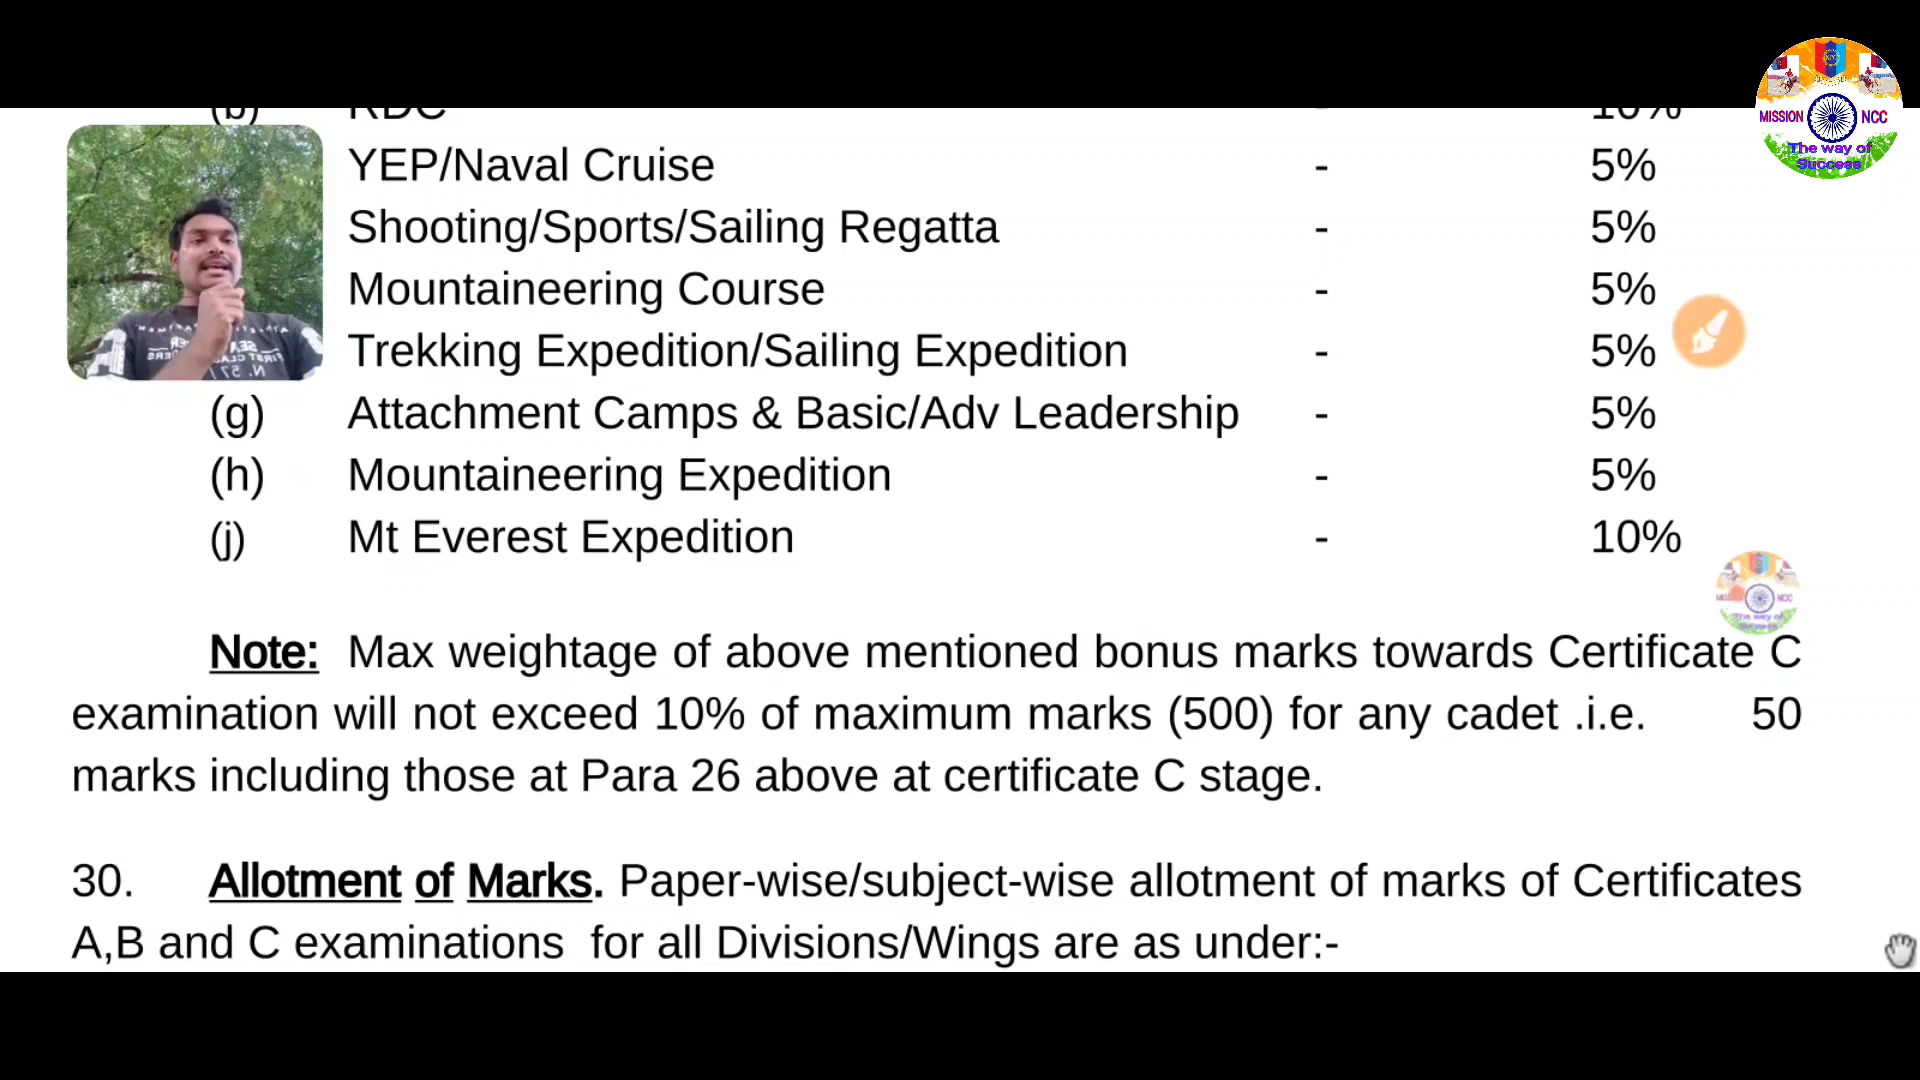 (b) RDC - 10%
YEP/Naval Cruise - 5%
Shooting/Sports/Sailing Regatta - 5%
Mountaineering Course - 5%
Trekking Expedition/Sailing Expedition - 5%
(g) Attachment Camps & Basic/Adv Leadership - 5%
(h) Mountaineering Expedition - 5%
(j) Mt Everest Expedition - 10%
Note: Max weightage of above mentioned bonus marks towards Certificate C
examination will not exceed 10% of maximum marks (500) for any cadet .i.e. 50
marks including those at Para 26 above at certificate C stage.
30. Allotment of Marks. Paper-wise/subject-wise allotment of marks of Certificates
A,B and C examinations for all Divisions/Wings are as under:-
MISSION NCC
The way of
Success